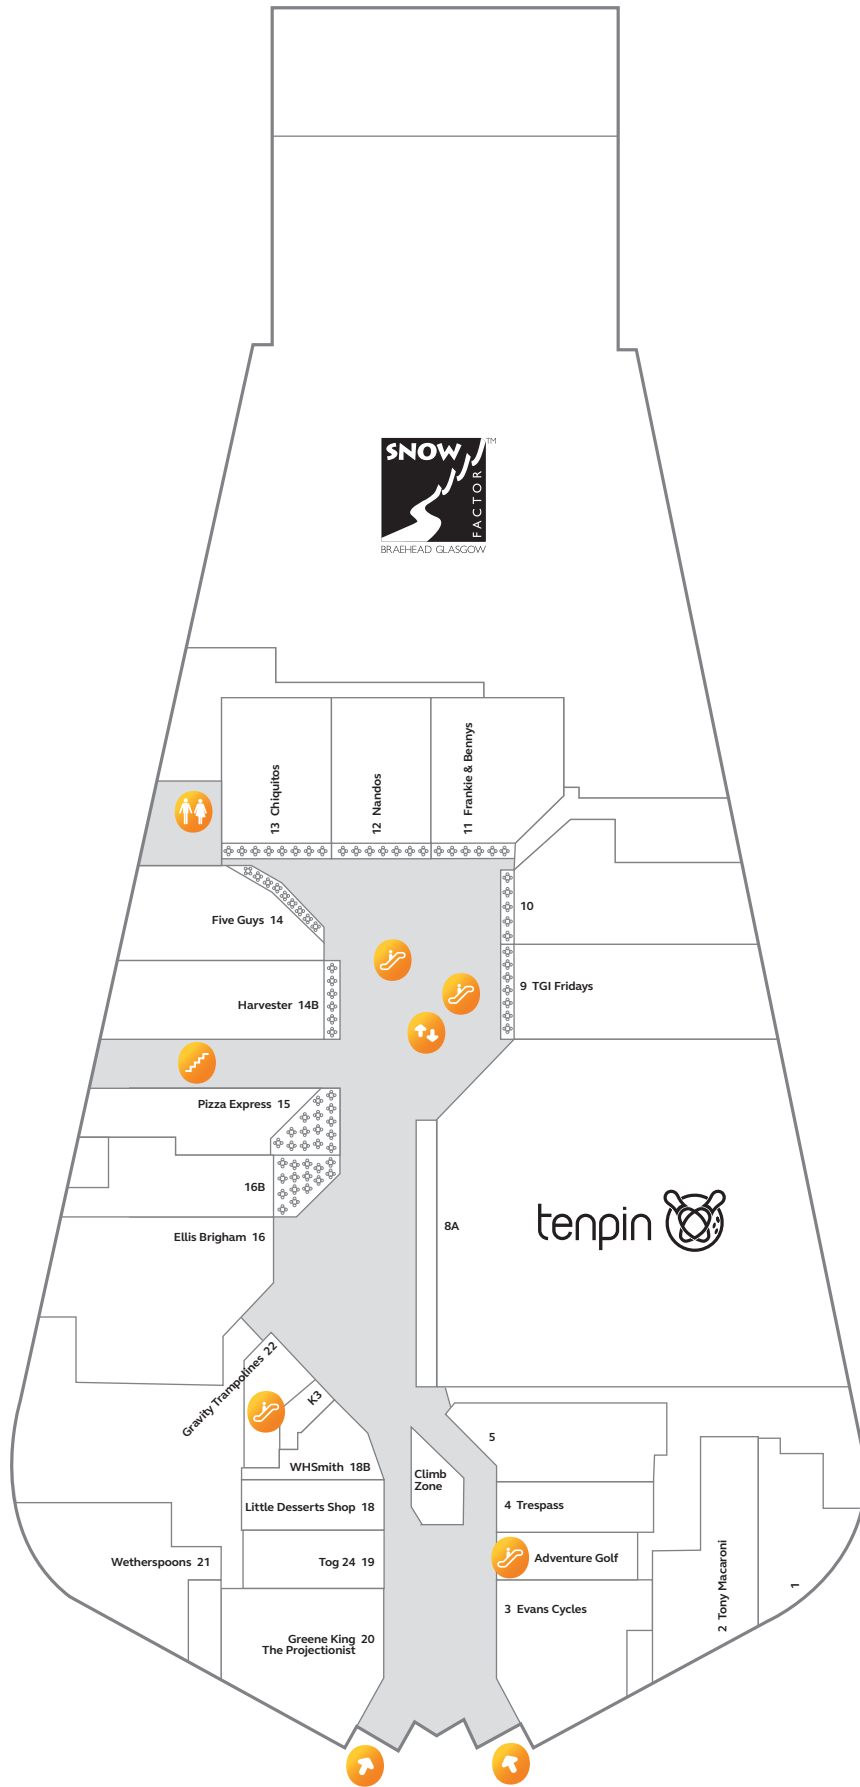 SNOW
TM
FACTOR
BRAEHEAD GLASGOW
13 Chiquitos
12 Nandos
11 Frankie & Bennys
Five Guys 14
10
Harvester 14B
9 TGI Fridays
Pizza Express 15
16B
8A
tenpin
Ellis Brigham 16
Gravity Trampolines 22
K3
5
WHSmith 18B
Climb
Zone
Little Desserts Shop 18
4 Trespass
Wetherspoons 21
Tog 24 19
Adventure Golf
2 Tony Macaroni
1
3 Evans Cycles
Greene King 20
The Projectionist